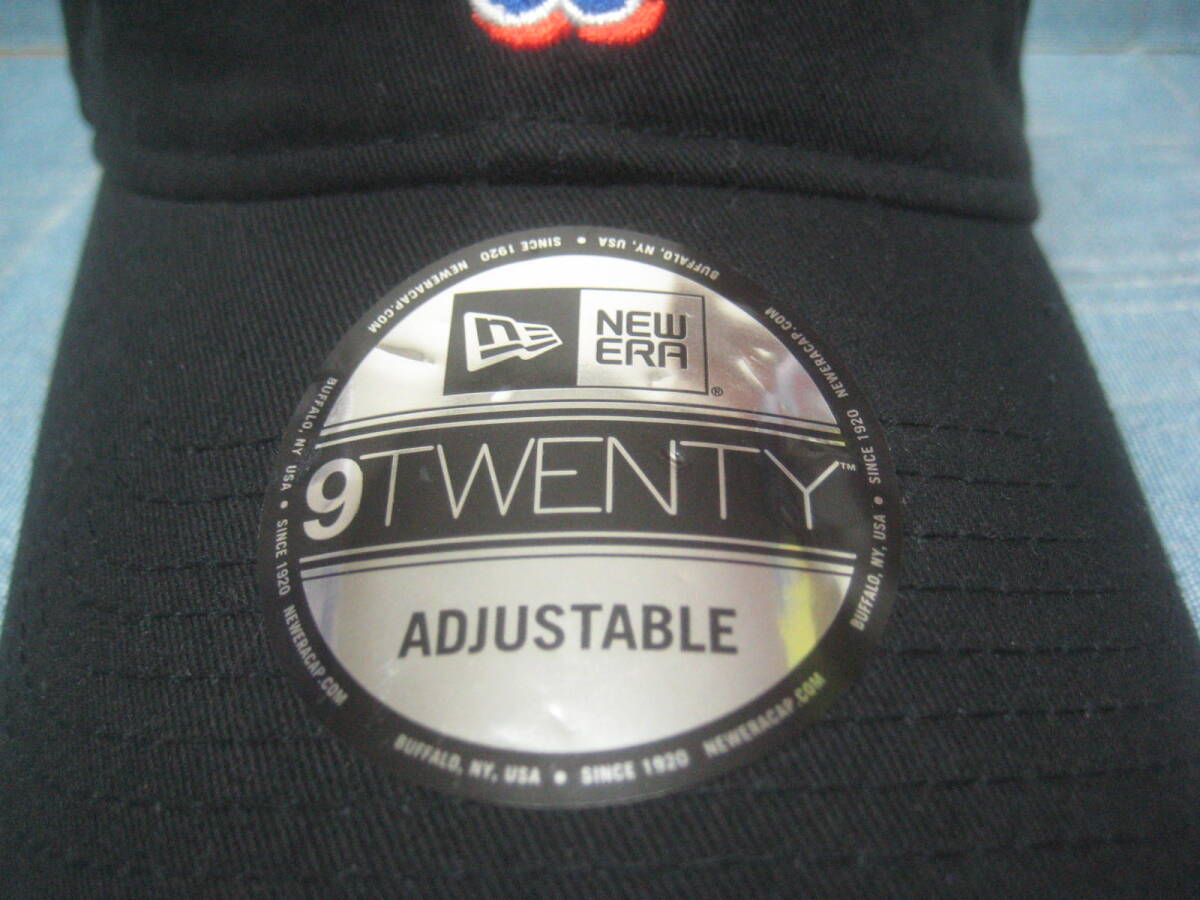 NEW
ERA
®
9TWENTY™
ADJUSTABLE
BUFFALO, NY, USA • SINCE 1920 NEWERACAP.COM
BUFFALO, NY, USA • SINCE 1920 NEWERACAP.COM
BUFFALO, NY, USA • SINCE 1920 NEWERACAP.COM
BUFFALO, NY USA • SINCE 1920 NEWERACAP.COM